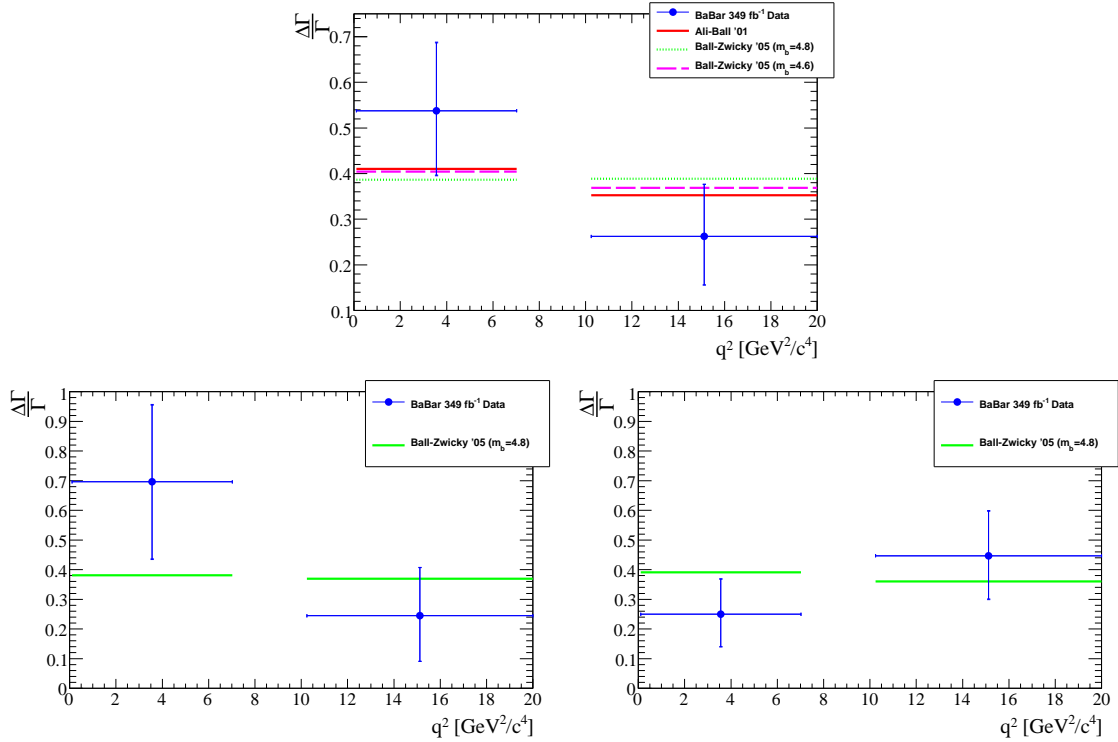 ΔΓ
Γ
BaBar 349 fb⁻¹ Data
Ali-Ball '01
Ball-Zwicky '05 (m_b=4.8)
Ball-Zwicky '05 (m_b=4.6)
0.7
0.6
0.5
0.4
0.3
0.2
0.1
0 2 4 6 8 10 12 14 16 18 20
q² [GeV²/c⁴]
ΔΓ
Γ
BaBar 349 fb⁻¹ Data
Ball-Zwicky '05 (m_b=4.8)
1
0.9
0.8
0.7
0.6
0.5
0.4
0.3
0.2
0.1
0
0 2 4 6 8 10 12 14 16 18 20
q² [GeV²/c⁴]
ΔΓ
Γ
BaBar 349 fb⁻¹ Data
Ball-Zwicky '05 (m_b=4.8)
1
0.9
0.8
0.7
0.6
0.5
0.4
0.3
0.2
0.1
0
0 2 4 6 8 10 12 14 16 18 20
q² [GeV²/c⁴]